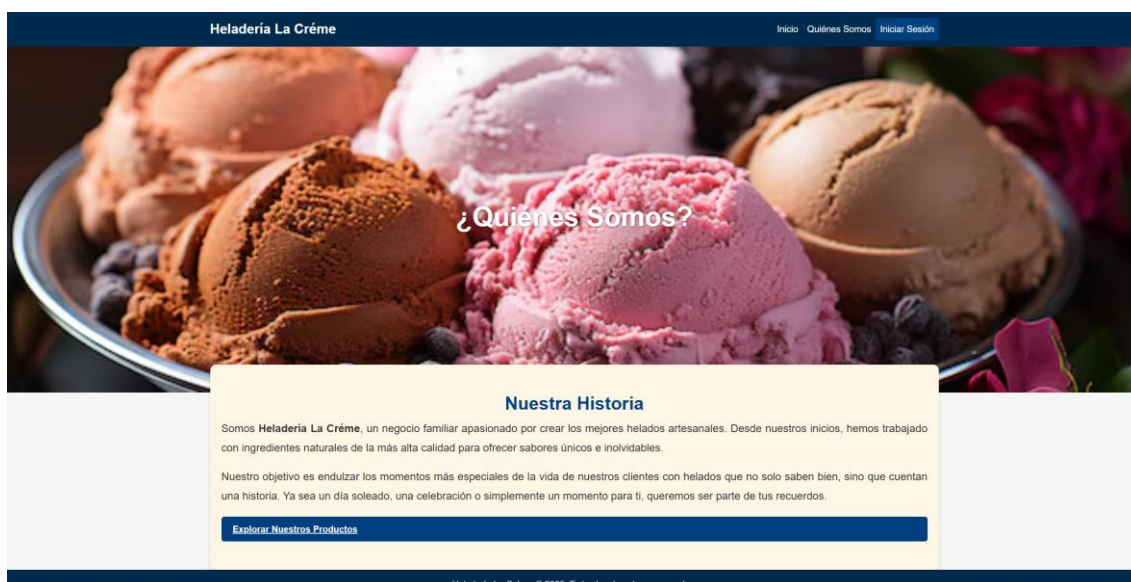 Heladería La Créme
Inicio Quiénes Somos Iniciar Sesión
¿Quiénes Somos?
Nuestra Historia
Somos Heladería La Créme, un negocio familiar apasionado por crear los mejores helados artesanales. Desde nuestros inicios, hemos trabajado
con ingredientes naturales de la más alta calidad para ofrecer sabores únicos e inolvidables.
Nuestro objetivo es endulzar los momentos más especiales de la vida de nuestros clientes con helados que no solo saben bien, sino que cuentan
una historia. Ya sea un día soleado, una celebración o simplemente un momento para ti, queremos ser parte de tus recuerdos.
Explorar Nuestros Productos